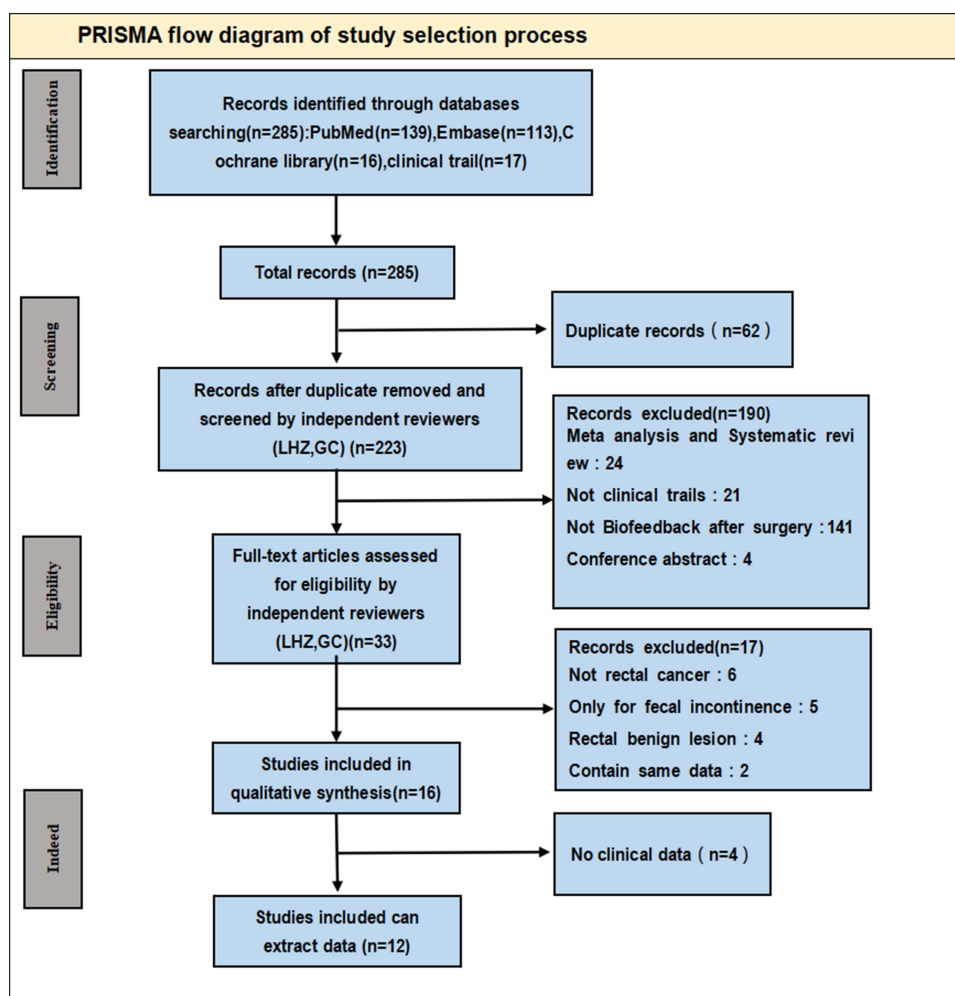 PRISMA flow diagram of study selection process
Identification
Records identified through databases
searching(n=285):PubMed(n=139),Embase(n=113),C
ochrane library(n=16),clinical trail(n=17)
Total records (n=285)
Screening
Duplicate records ( n=62 )
Records after duplicate removed and
screened by independent reviewers
(LHZ,GC) (n=223)
Records excluded(n=190)
Meta analysis and Systematic revi
ew : 24
Not clinical trails : 21
Not Biofeedback after surgery :141
Conference abstract : 4
Eligibility
Full-text articles assessed
for eligibility by
independent reviewers
(LHZ,GC)(n=33)
Records excluded(n=17)
Not rectal cancer : 6
Only for fecal incontinence : 5
Rectal benign lesion : 4
Contain same data : 2
Studies included in
qualitative synthesis(n=16)
Indeed
No clinical data ( n=4 )
Studies included can
extract data (n=12)